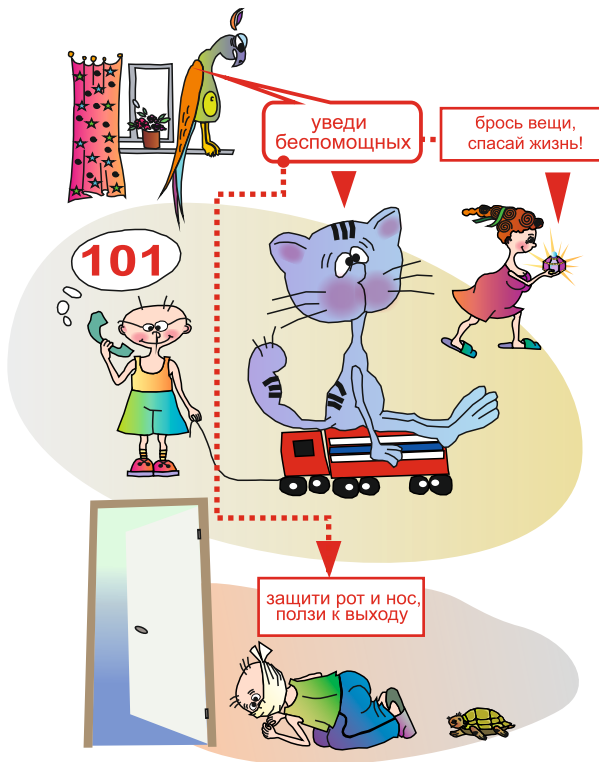 уведи
беспомощных
брось вещи,
спасай жизнь!
101
защити рот и нос,
ползи к выходу